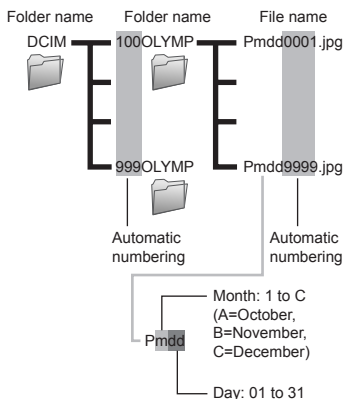 Folder name Folder name File name
DCIM 100OLYMP Pmdd0001.jpg
999OLYMP Pmdd9999.jpg
Automatic numbering
Automatic numbering
Pmdd
Month: 1 to C
(A=October,
B=November,
C=December)
Day: 01 to 31